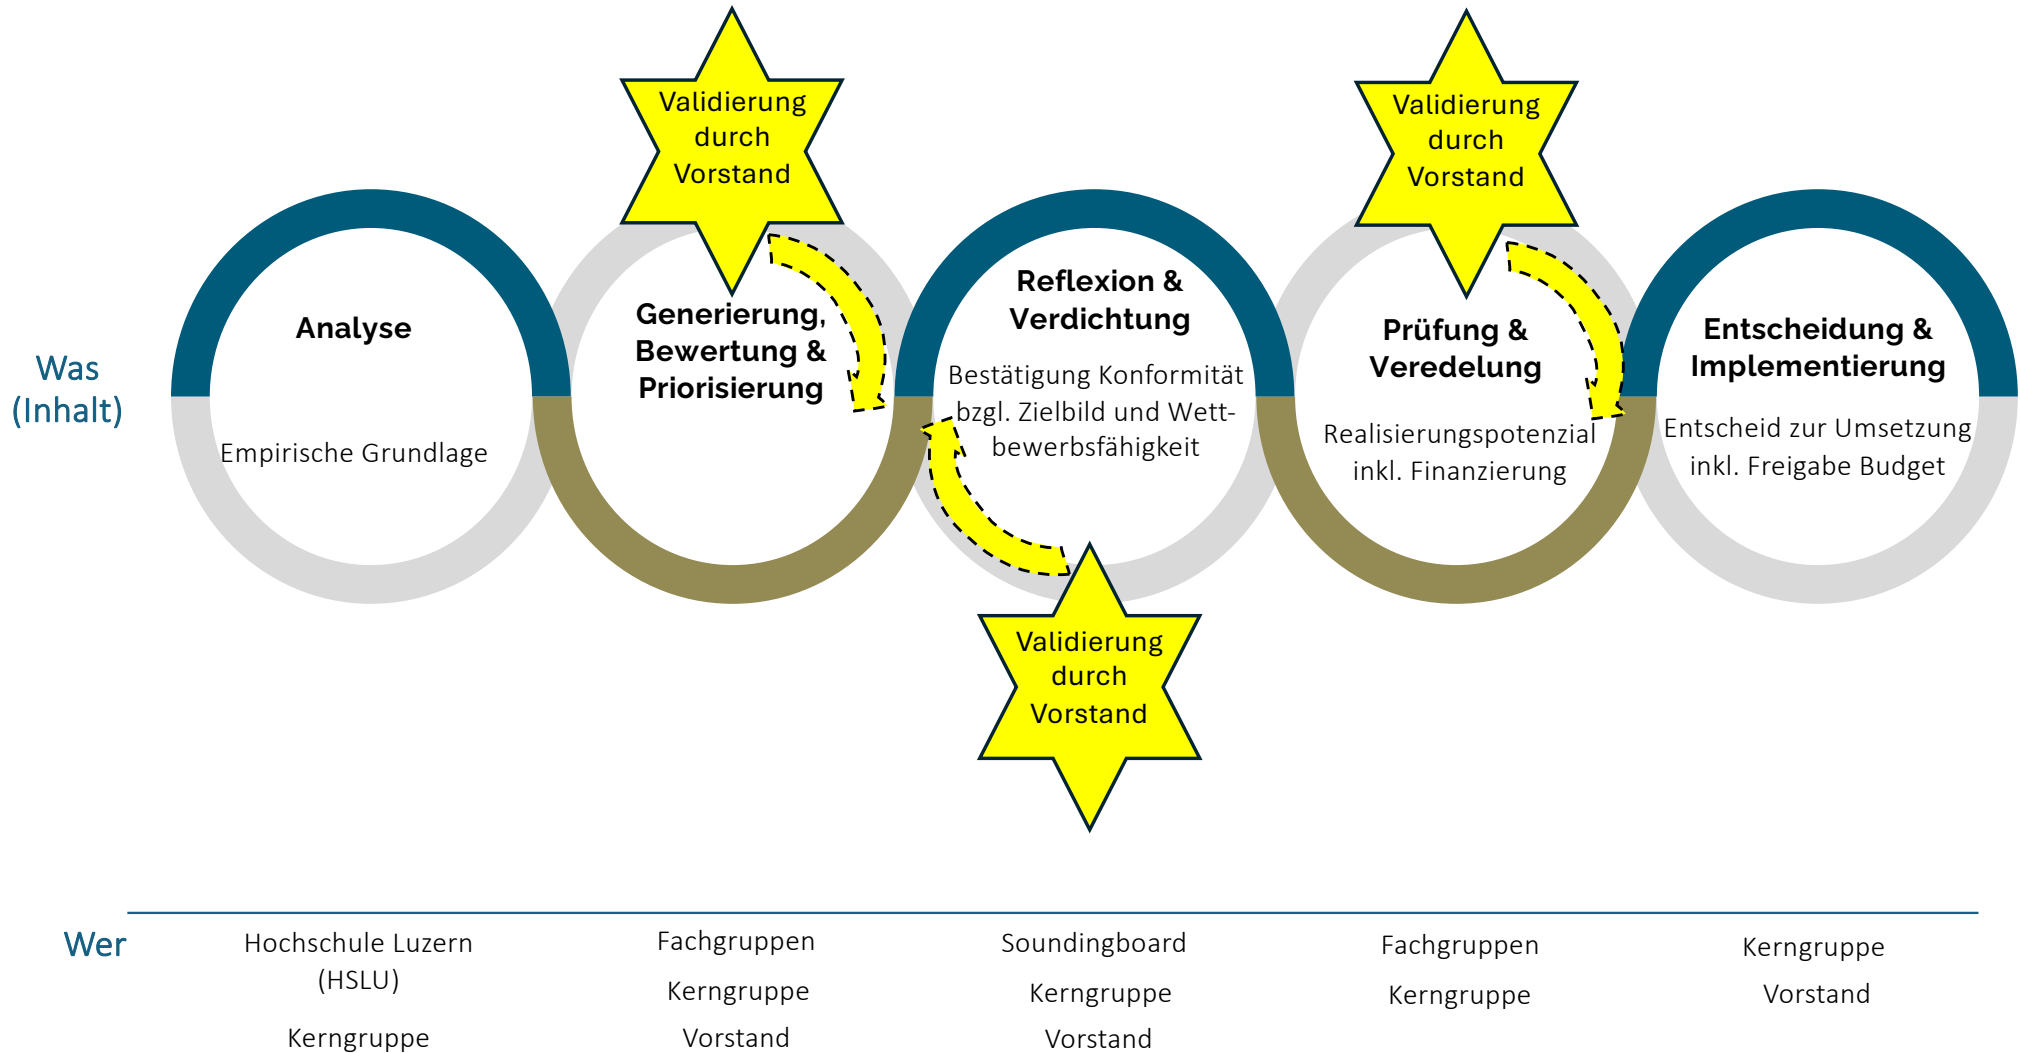 Validierung
durch
Vorstand
Validierung
durch
Vorstand
Was
(Inhalt)
Analyse
Empirische Grundlage
Generierung,
Bewertung &
Priorisierung
Reflexion &
Verdichtung
Bestätigung Konformität
bzgl. Zielbild und Wett-
bewerbsfähigkeit
Prüfung &
Veredelung
Realisierungspotenzial
inkl. Finanzierung
Entscheidung &
Implementierung
Entscheid zur Umsetzung
inkl. Freigabe Budget
Validierung
durch
Vorstand
Wer
Hochschule Luzern
(HSLU)
Kerngruppe
Fachgruppen
Kerngruppe
Vorstand
Soundingboard
Kerngruppe
Vorstand
Fachgruppen
Kerngruppe
Kerngruppe
Vorstand